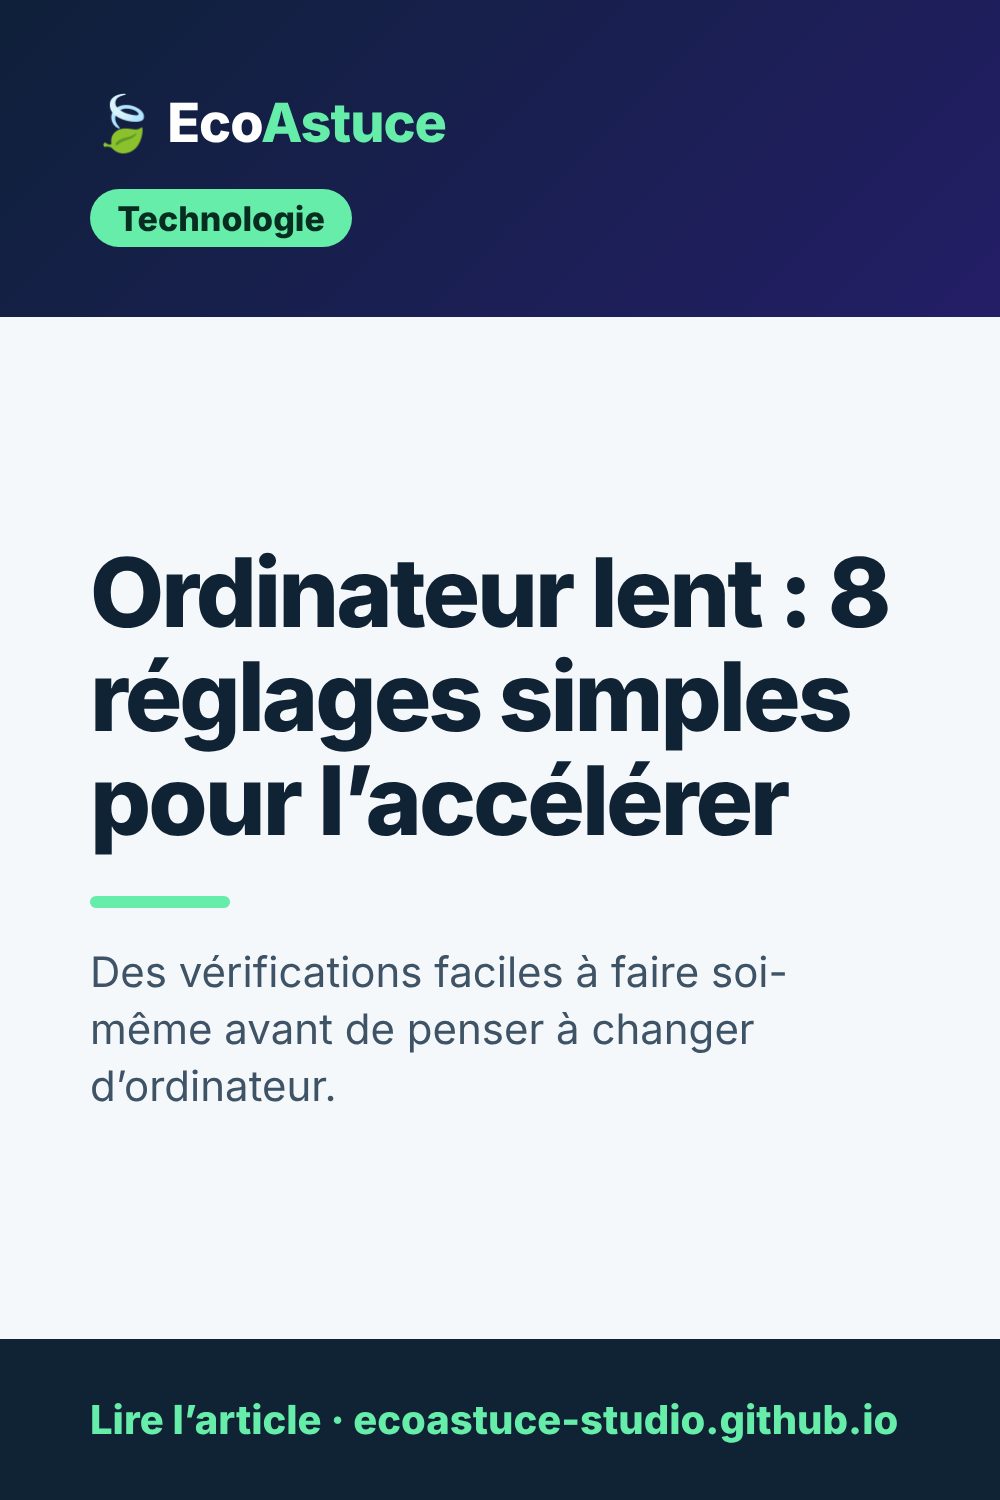 EcoAstuce
Technologie
Ordinateur lent : 8
réglages simples
pour l’accélérer
Des vérifications faciles à faire soi-
même avant de penser à changer
d’ordinateur.
Lire l’article · ecoastuce-studio.github.io